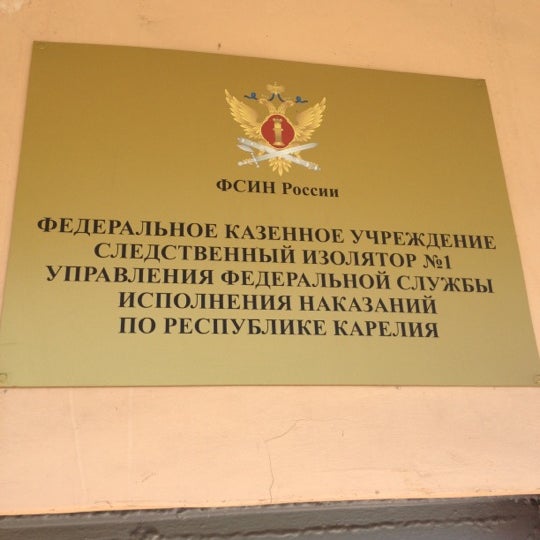 ФСИН России
ФЕДЕРАЛЬНОЕ КАЗЕННОЕ УЧРЕЖДЕНИЕ
СЛЕДСТВЕННЫЙ ИЗОЛЯТОР №1
УПРАВЛЕНИЯ ФЕДЕРАЛЬНОЙ СЛУЖБЫ
ИСПОЛНЕНИЯ НАКАЗАНИЙ
ПО РЕСПУБЛИКЕ КАРЕЛИЯ